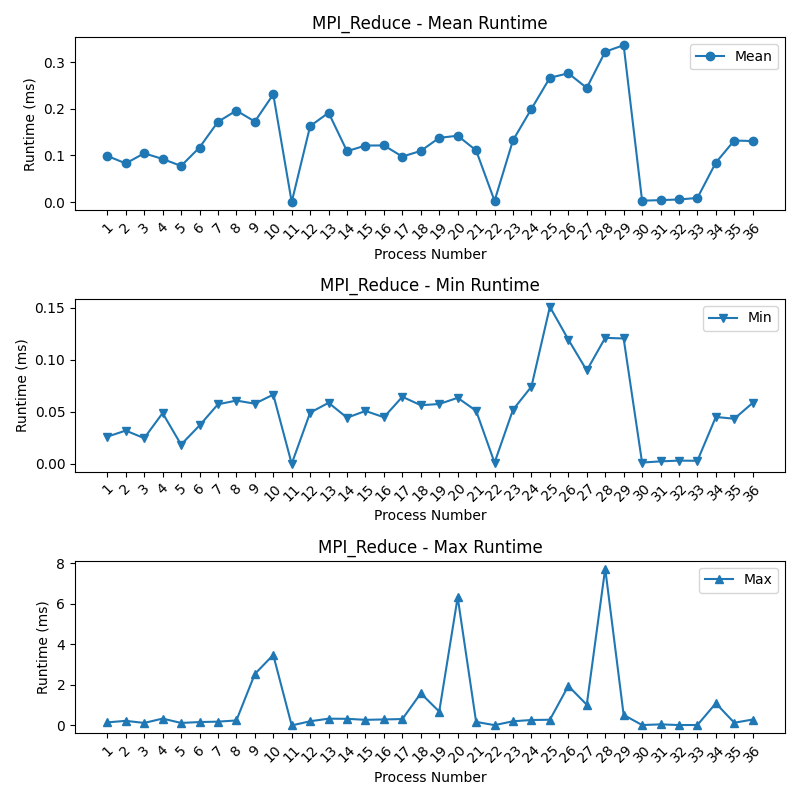 MPI_Reduce - Mean Runtime
Runtime (ms)
0.3
0.2
0.1
0.0
Mean
1 2 3 4 5 6 7 8 9 10 11 12 13 14 15 16 17 18 19 20 21 22 23 24 25 26 27 28 29 30 31 32 33 34 35 36
Process Number
MPI_Reduce - Min Runtime
Runtime (ms)
0.15
0.10
0.05
0.00
Min
1 2 3 4 5 6 7 8 9 10 11 12 13 14 15 16 17 18 19 20 21 22 23 24 25 26 27 28 29 30 31 32 33 34 35 36
Process Number
MPI_Reduce - Max Runtime
Runtime (ms)
8
6
4
2
0
Max
1 2 3 4 5 6 7 8 9 10 11 12 13 14 15 16 17 18 19 20 21 22 23 24 25 26 27 28 29 30 31 32 33 34 35 36
Process Number